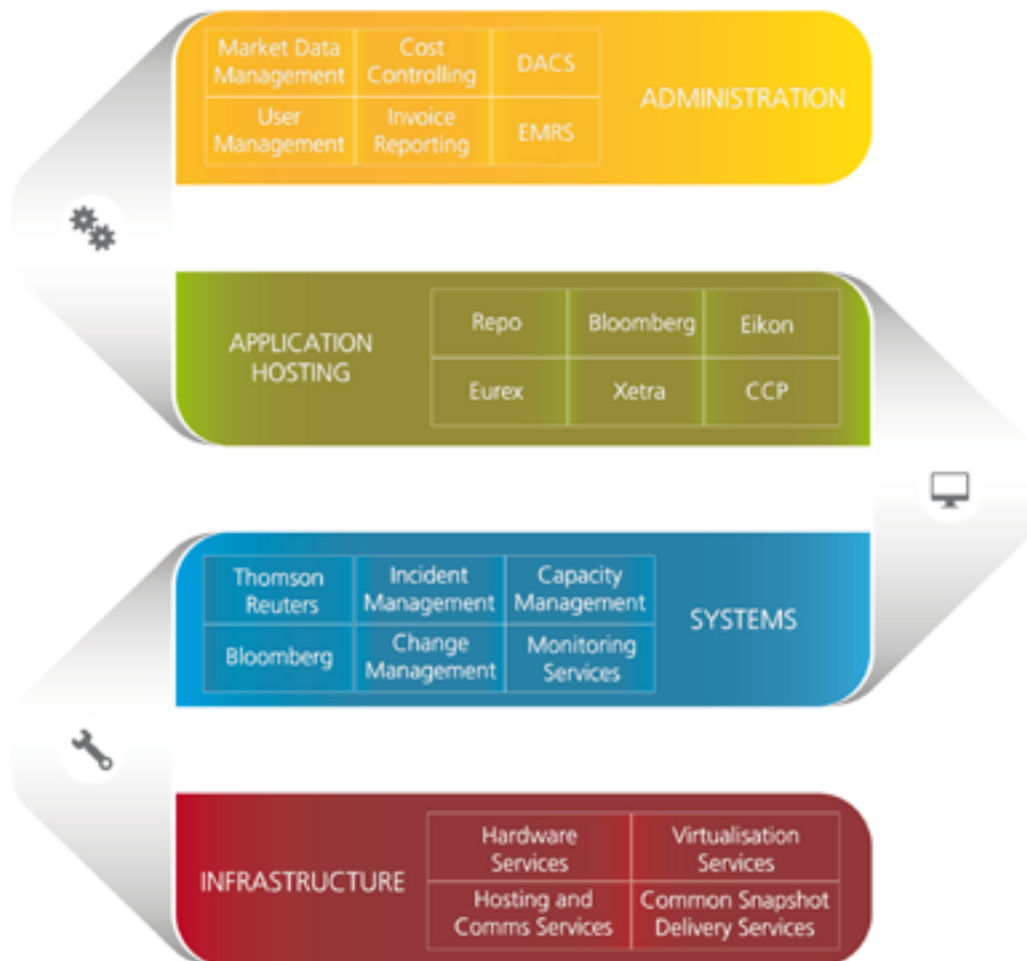 Market Data
Management
Cost
Controlling
DACS
User
Management
Invoice
Reporting
EMRS
ADMINISTRATION
APPLICATION
HOSTING
Repo
Bloomberg
Eikon
Eurex
Xetra
CCP
Thomson
Reuters
Incident
Management
Capacity
Management
Bloomberg
Change
Management
Monitoring
Services
SYSTEMS
INFRASTRUCTURE
Hardware
Services
Virtualisation
Services
Hosting and
Comms Services
Common Snapshot
Delivery Services